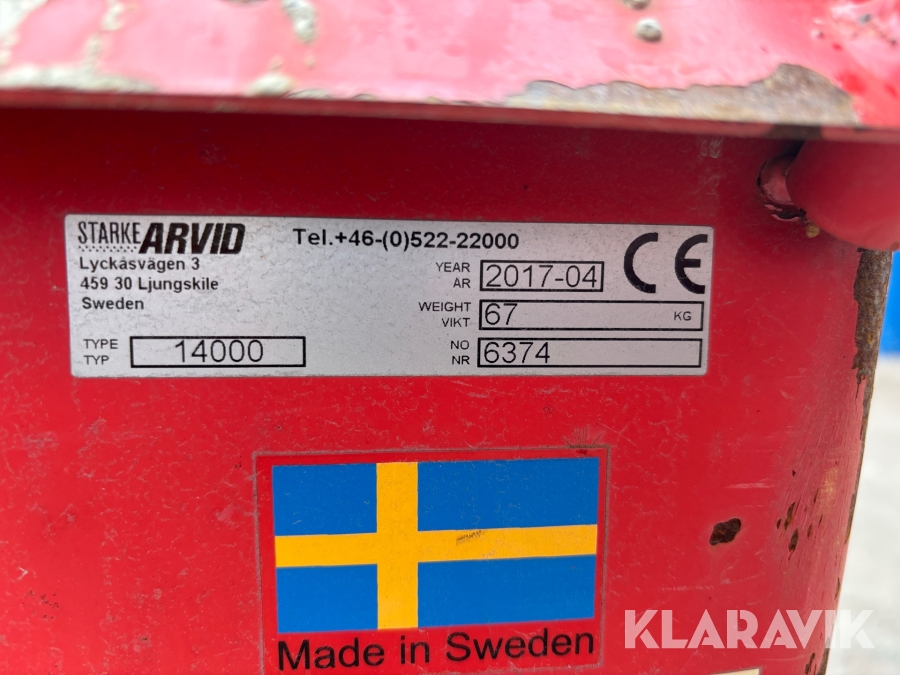 STARKE ARVID
Lyckåsvägen 3
459 30 Ljungskile
Sweden
TYPE
TYP
14000
Tel.+46-(0)522-22000
YEAR
AR
2017-04
CE
WEIGHT
VIKT
67
KG
NO
NR
6374
Made in Sweden
KLARAVIK